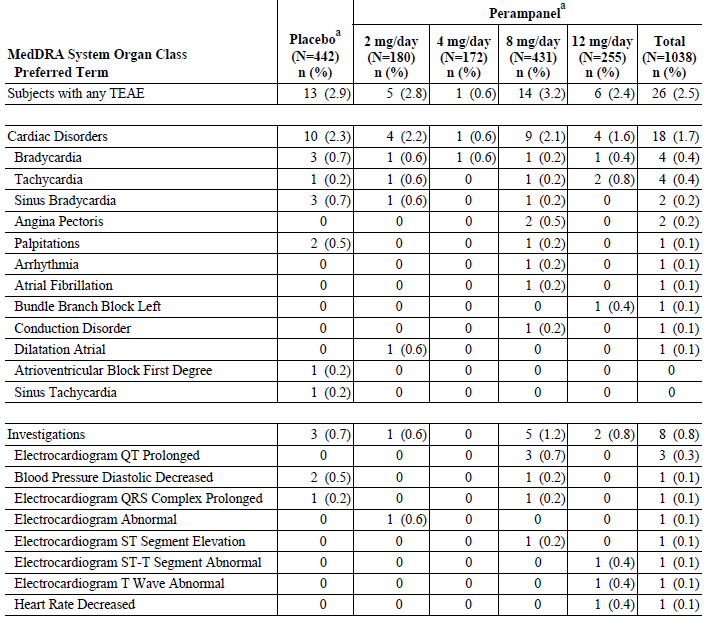 Perampanel a
MedDRA System Organ Class Preferred Term | Placebo a (N=442) n (%) | 2 mg/day (N=180) n (%) | 4 mg/day (N=172) n (%) | 8 mg/day (N=431) n (%) | 12 mg/day (N=255) n (%) | Total (N=1038) n (%)
Subjects with any TEAE 13 (2.9) 5 (2.8) 1 (0.6) 14 (3.2) 6 (2.4) 26 (2.5)
Cardiac Disorders 10 (2.3) 4 (2.2) 1 (0.6) 9 (2.1) 4 (1.6) 18 (1.7)
Bradycardia 3 (0.7) 1 (0.6) 1 (0.6) 1 (0.2) 1 (0.4) 4 (0.4)
Tachycardia 1 (0.2) 1 (0.6) 0 1 (0.2) 2 (0.8) 4 (0.4)
Sinus Bradycardia 3 (0.7) 1 (0.6) 0 1 (0.2) 0 2 (0.2)
Angina Pectoris 0 0 0 2 (0.5) 0 2 (0.2)
Palpitations 2 (0.5) 0 0 1 (0.2) 0 1 (0.1)
Arrhythmia 0 0 0 1 (0.2) 0 1 (0.1)
Atrial Fibrillation 0 0 0 1 (0.2) 0 1 (0.1)
Bundle Branch Block Left 0 0 0 0 1 (0.4) 1 (0.1)
Conduction Disorder 0 0 0 1 (0.2) 0 1 (0.1)
Dilatation Atrial 0 1 (0.6) 0 0 0 1 (0.1)
Atrioventricular Block First Degree 1 (0.2) 0 0 0 0 0
Sinus Tachycardia 1 (0.2) 0 0 0 0 0
Investigations 3 (0.7) 1 (0.6) 0 5 (1.2) 2 (0.8) 8 (0.8)
Electrocardiogram QT Prolonged 0 0 0 3 (0.7) 0 3 (0.3)
Blood Pressure Diastolic Decreased 2 (0.5) 0 0 1 (0.2) 0 1 (0.1)
Electrocardiogram QRS Complex Prolonged 1 (0.2) 0 0 1 (0.2) 0 1 (0.1)
Electrocardiogram Abnormal 0 1 (0.6) 0 0 0 1 (0.1)
Electrocardiogram ST Segment Elevation 0 0 0 1 (0.2) 0 1 (0.1)
Electrocardiogram ST-T Segment Abnormal 0 0 0 0 1 (0.4) 1 (0.1)
Electrocardiogram T Wave Abnormal 0 0 0 0 1 (0.4) 1 (0.1)
Heart Rate Decreased 0 0 0 0 1 (0.4) 1 (0.1)